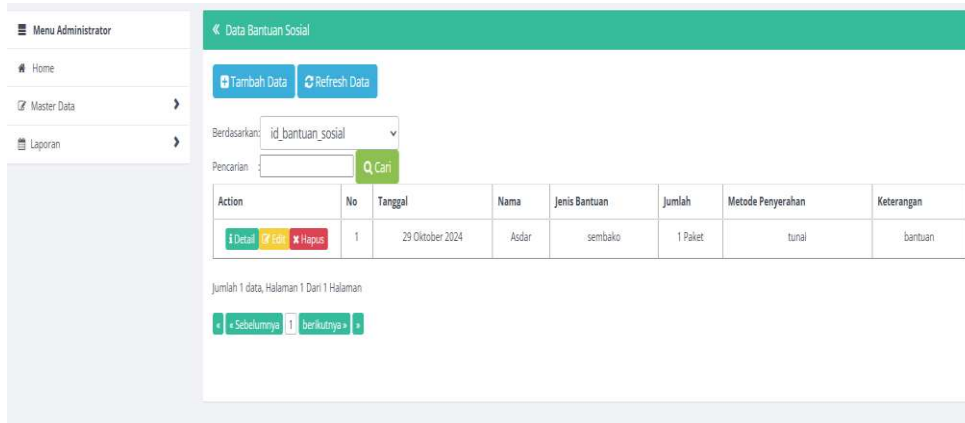 Menu Administrator
Home
Master Data
Laporan
« Data Bantuan Sosial
Tambah Data
Refresh Data
Berdasarkan: id_bantuan_sosial
Pencarian :
Cari
Action No Tanggal Nama Jenis Bantuan Jumlah Metode Penyerahan Keterangan
Detail Edit Hapus 1 29 Oktober 2024 Asdar sembako 1 Paket tunai bantuan
Jumlah 1 data, Halaman 1 Dari 1 Halaman
« « Sebelumnya 1 berikutnya » »